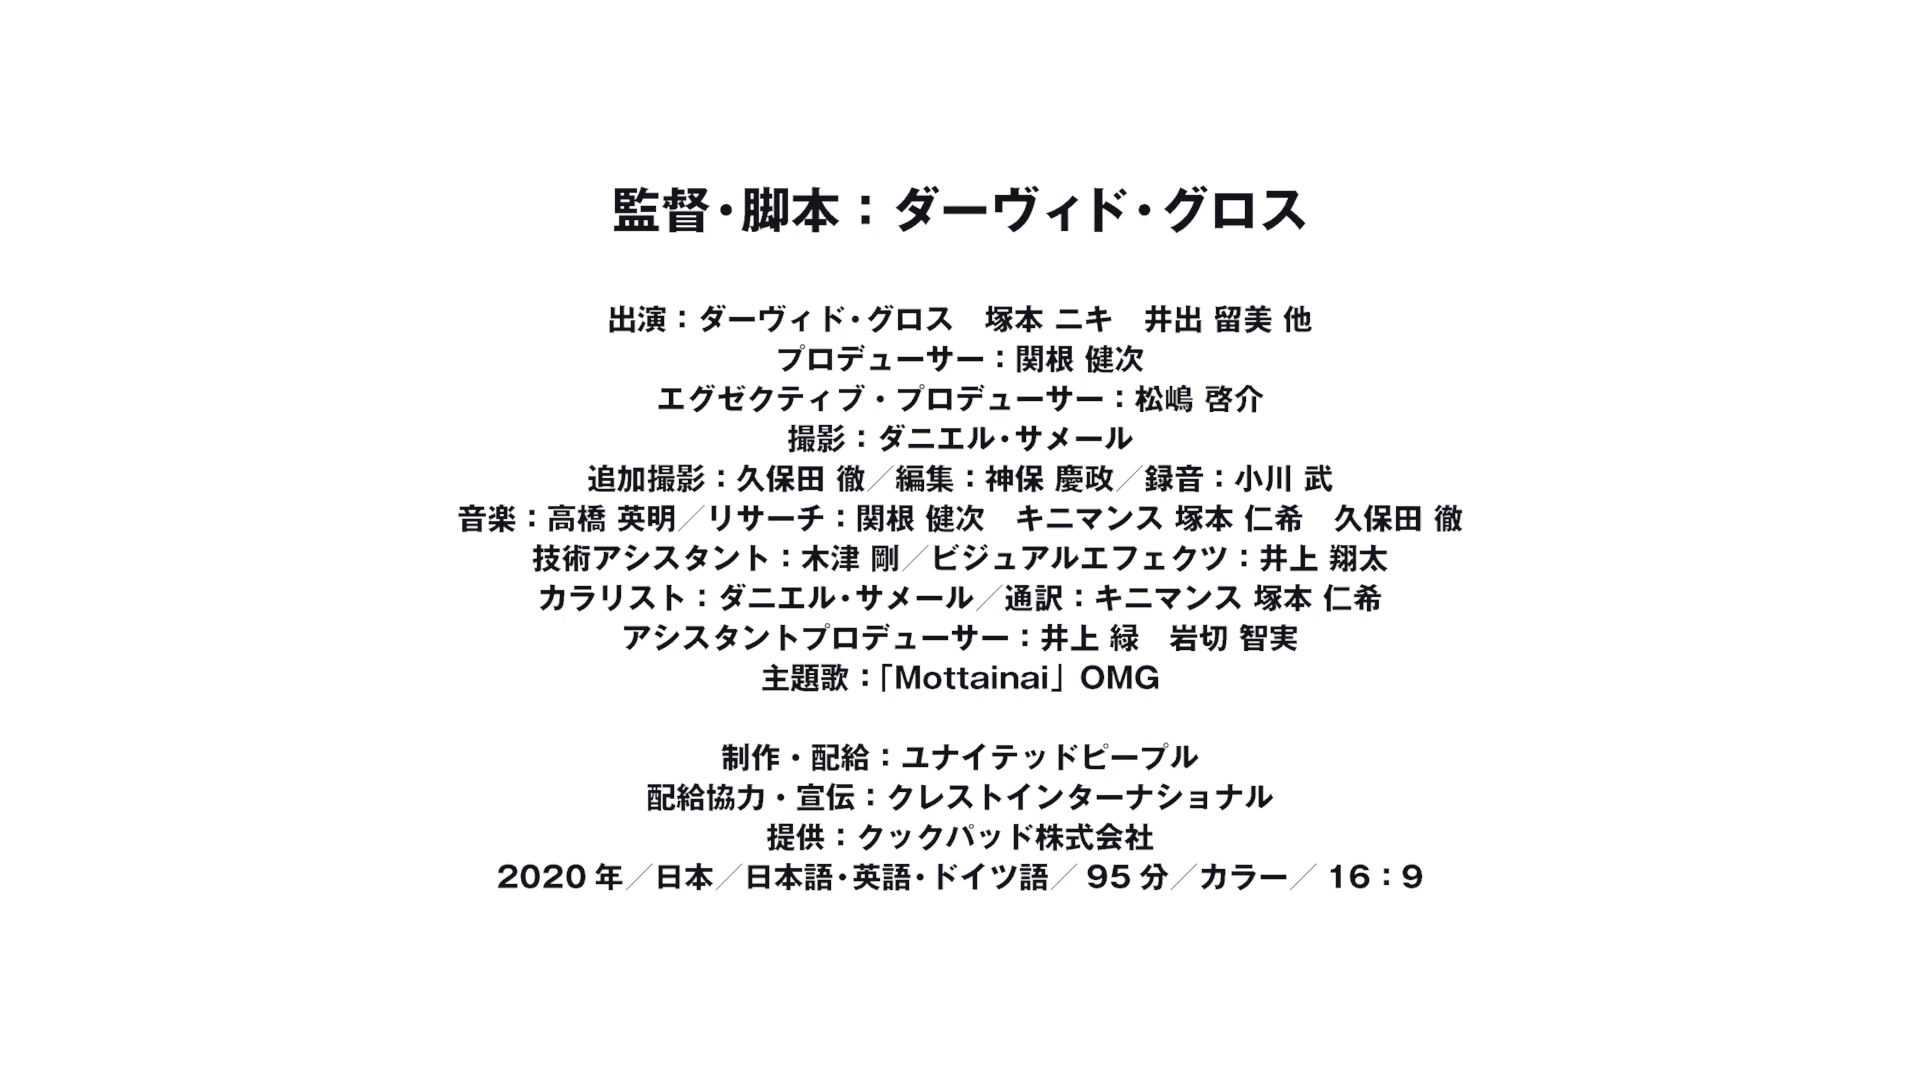 監督・脚本：ダーヴィド・グロス
出演：ダーヴィド・グロス　塚本 ニキ　井出 留美 他
プロデューサー：関根 健次
エグゼクティブ・プロデューサー：松嶋 啓介
撮影：ダニエル・サメール
追加撮影：久保田 徹／編集：神保 慶政／録音：小川 武
音楽：高橋 英明／リサーチ：関根 健次　キニマンス 塚本 仁希　久保田 徹
技術アシスタント：木津 剛／ビジュアルエフェクツ：井上 翔太
カラリスト：ダニエル・サメール／通訳：キニマンス 塚本 仁希
アシスタントプロデューサー：井上 緑　岩切 智実
主題歌：「Mottainai」OMG
制作・配給：ユナイテッドピープル
配給協力・宣伝：クレストインターナショナル
提供：クックパッド株式会社
2020 年／日本／日本語・英語・ドイツ語／ 95 分／カラー／ 16：9